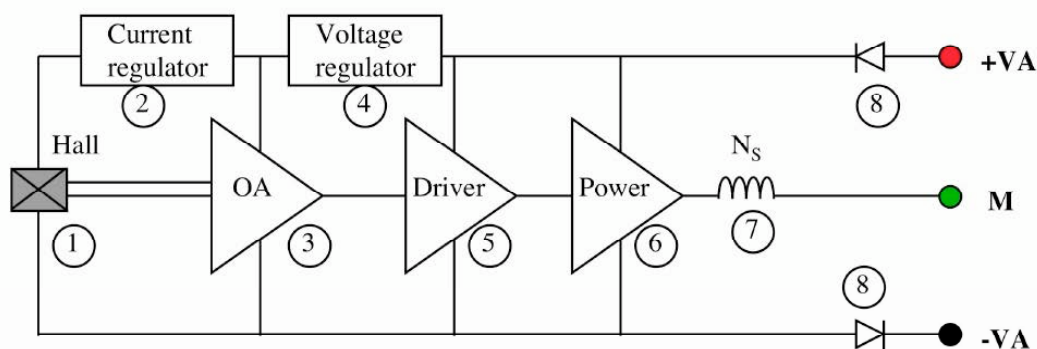 Current
regulator
2
Voltage
regulator
4
8
+VA
Hall
1
OA
3
Driver
5
Power
6
N_S
7
M
8
-VA